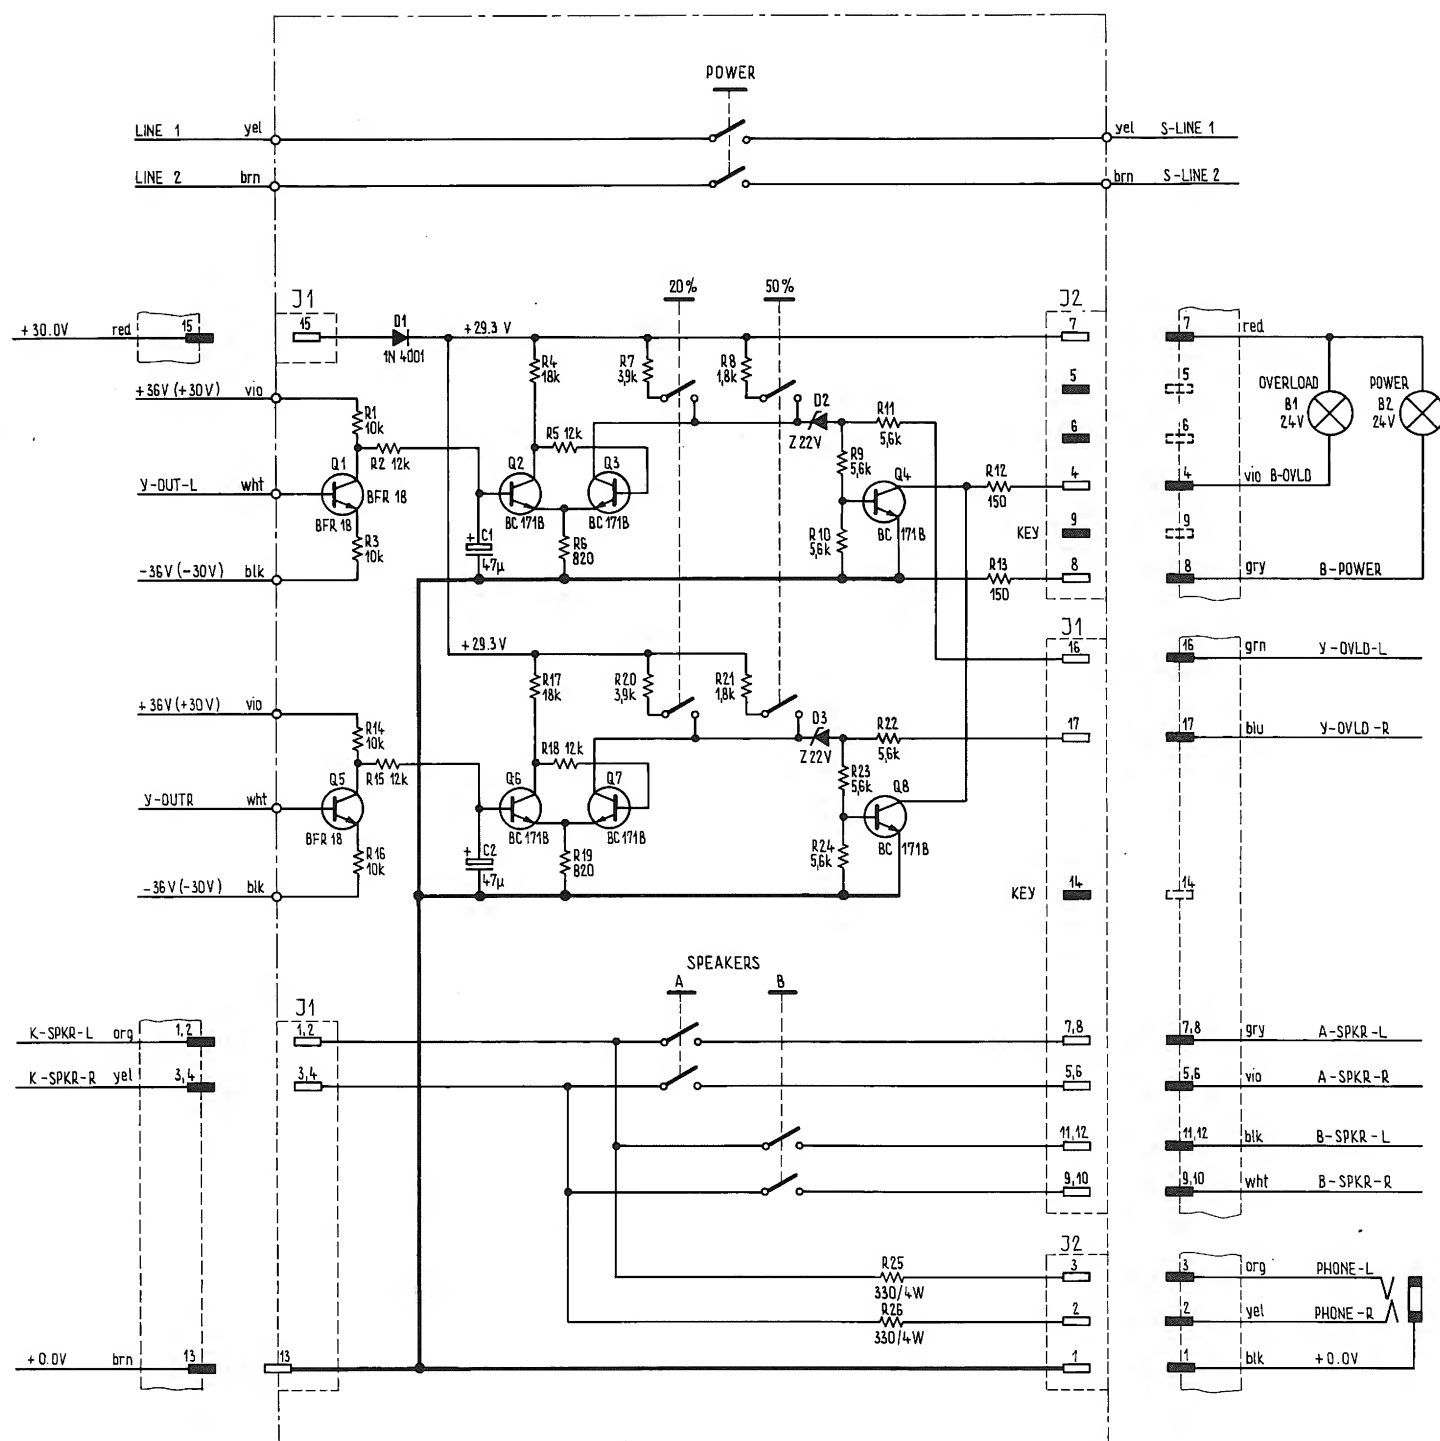 POWER
LINE 1 yel yel S-LINE 1
LINE 2 brn brn S-LINE 2
20% 50%
J1 J2
+30.0V red 15 15 D1 +29.3 V 7 7 red
1N 4001
R4 18k R7 3,9k R8 1,8k
5 5 OVERLOAD B1 24V POWER B2 24V
+36V (+30V) vio
R1 10k D2 Z 22V R11 5,6k
6 6
R2 12k R5 12k R9 5,6k
Q1 Q2 Q3 Q4 R12 150 4 4 vio B-OVLD
Y-OUT-L wht BFR 18
BFR 18 BC 171B BC 171B BC 171B
KEY 9 9
R3 10k + C1 47µ R6 820 R10 5,6k
-36V (-30V) blk R13 150 8 8 gry B-POWER
J1
+29.3 V 16 16 grn Y-OVLD-L
R17 18k R20 3,9k R21 1,8k
+36V (+30V) vio
R14 10k D3 Z 22V R22 5,6k 17 17 blu Y-OVLD-R
R15 12k R18 12k R23 5,6k
Q5 Q6 Q7 Q8
Y-OUTR wht
BFR 18 BC 171B BC 171B BC 171B
R16 10k + C2 47µ R19 820 R24 5,6k
-36V (-30V) blk KEY 14 14
SPEAKERS
A B
J1
K-SPKR-L org 1,2 1,2 7,8 7,8 gry A-SPKR-L
K-SPKR-R yel 3,4 3,4 5,6 5,6 vio A-SPKR-R
11,12 11,12 blk B-SPKR-L
9,10 9,10 wht B-SPKR-R
J2
R25 330/4W 3 3 org PHONE-L
R26 330/4W 2 2 yel PHONE-R
+0.0V brn 13 13 1 1 blk +0.0V